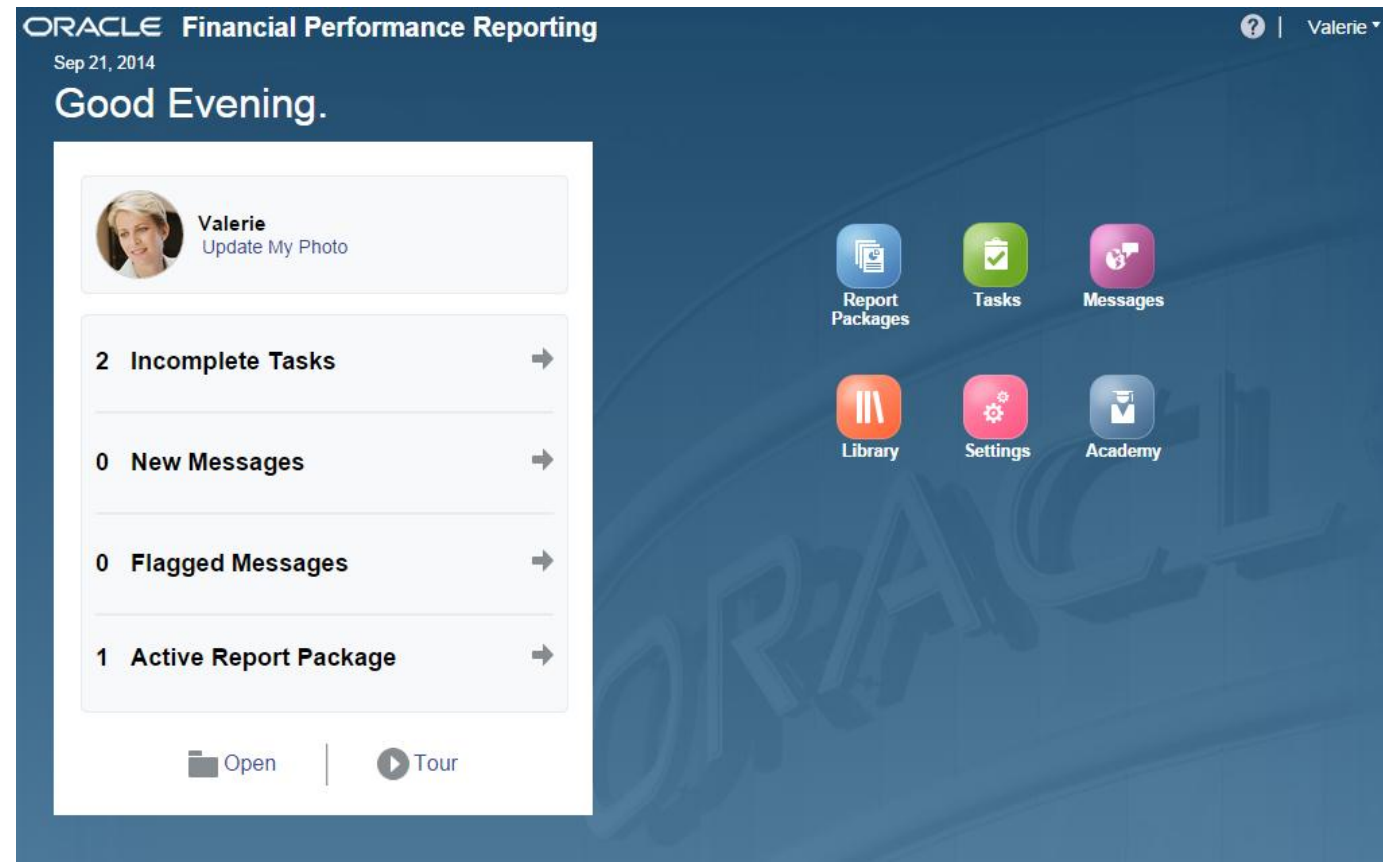 ORACLE Financial Performance Reporting
? | Valerie
Sep 21, 2014
Good Evening.
Valerie
Update My Photo
2 Incomplete Tasks
0 New Messages
0 Flagged Messages
1 Active Report Package
Open
Tour
Report
Packages
Tasks
Messages
Library
Settings
Academy
ORACL